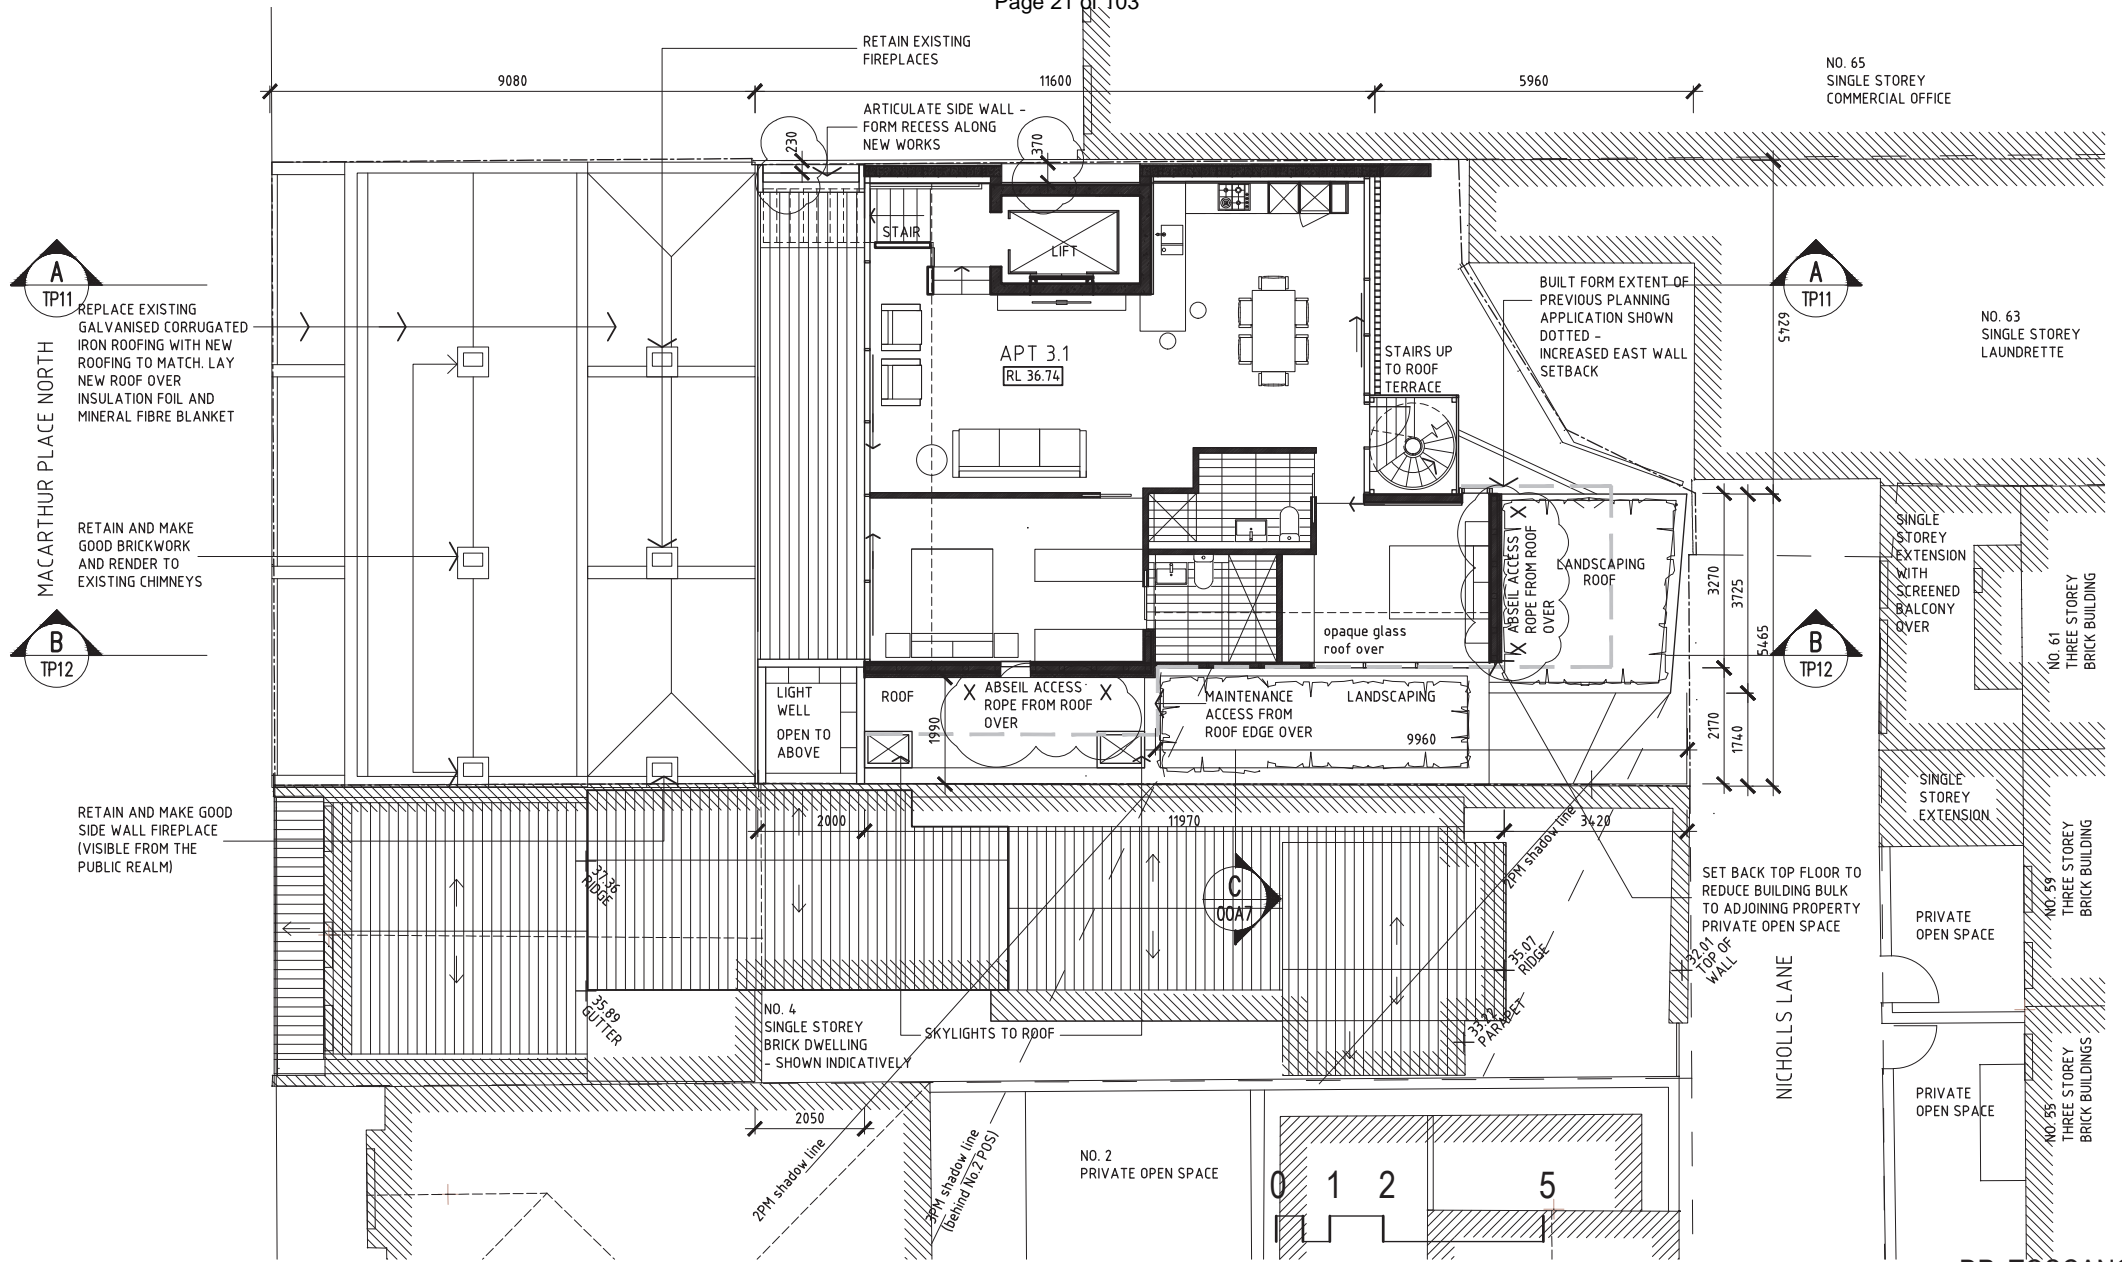 Page 21 of 103
RETAIN EXISTING
FIREPLACES
9080
11600
5960
NO. 65
SINGLE STOREY
COMMERCIAL OFFICE
ARTICULATE SIDE WALL -
FORM RECESS ALONG
NEW WORKS
230
370
STAIR
LIFT
A
TP11
REPLACE EXISTING
GALVANISED CORRUGATED
IRON ROOFING WITH NEW
ROOFING TO MATCH. LAY
NEW ROOF OVER
INSULATION FOIL AND
MINERAL FIBRE BLANKET
MACARTHUR PLACE NORTH
BUILT FORM EXTENT OF
PREVIOUS PLANNING
APPLICATION SHOWN
DOTTED -
INCREASED EAST WALL
SETBACK
A
TP11
6245
NO. 63
SINGLE STOREY
LAUNDRETTE
APT 3.1
RL 36.74
STAIRS UP
TO ROOF
TERRACE
RETAIN AND MAKE
GOOD BRICKWORK
AND RENDER TO
EXISTING CHIMNEYS
X
ABSEIL ACCESS
ROPE FROM ROOF
OVER
X
LANDSCAPING
ROOF
3270
3725
5465
SINGLE
STOREY
EXTENSION
WITH
SCREENED
BALCONY
OVER
NO. 61
THREE STOREY
BRICK BUILDING
B
TP12
opaque glass
roof over
B
TP12
LIGHT
WELL
OPEN TO
ABOVE
ROOF
X
ABSEIL ACCESS
ROPE FROM ROOF
OVER
X
1990
MAINTENANCE
ACCESS FROM
ROOF EDGE OVER
LANDSCAPING
9960
2170
1740
SINGLE
STOREY
EXTENSION
RETAIN AND MAKE GOOD
SIDE WALL FIREPLACE
(VISIBLE FROM THE
PUBLIC REALM)
2000
11970
3420
2PM shadow line
37.36
RIDGE
C
00A7
SET BACK TOP FLOOR TO
REDUCE BUILDING BULK
TO ADJOINING PROPERTY
PRIVATE OPEN SPACE
NO. 59
THREE STOREY
BRICK BUILDING
PRIVATE
OPEN SPACE
35.07
RIDGE
32.01
TOP OF
WALL
35.89
GUTTER
NO. 4
SINGLE STOREY
BRICK DWELLING
- SHOWN INDICATIVELY
SKYLIGHTS TO ROOF
33.22
PARAPET
NICHOLLS LANE
NO. 55
THREE STOREY
BRICK BUILDINGS
PRIVATE
OPEN SPACE
2050
2PM shadow line
3PM shadow line
(behind No.2 POS)
NO. 2
PRIVATE OPEN SPACE
0 1 2 5